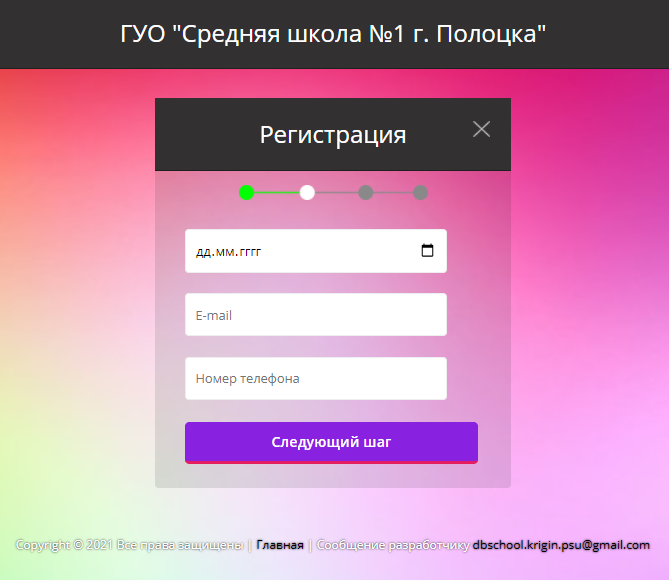 ГУО "Средняя школа №1 г. Полоцка"
Регистрация
дд.мм.гггг
E-mail
Номер телефона
Следующий шаг
Copyright © 2021 Все права защищены | Главная | Сообщение разработчику dbschool.krigin.psu@gmail.com